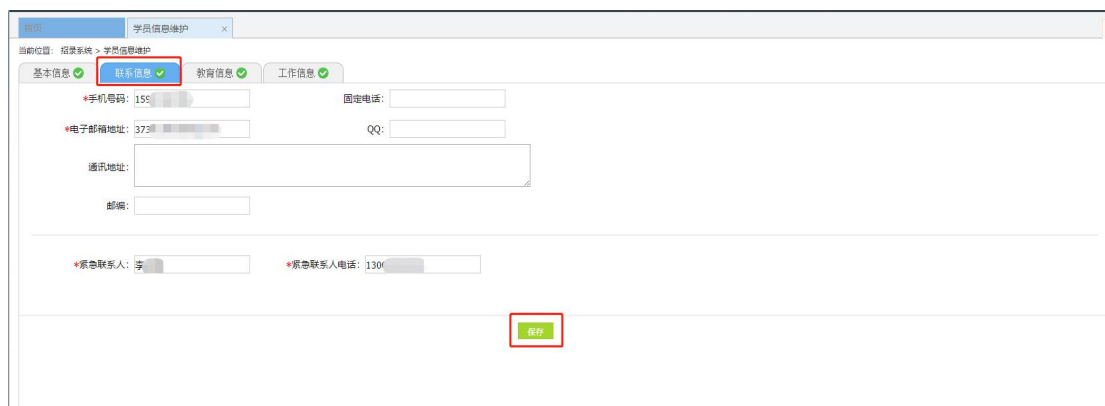 首页 学员信息维护 ×
当前位置: 招录系统 > 学员信息维护
基本信息 联系信息 教育信息 工作信息
*手机号码: 159 固定电话:
*电子邮箱地址: 373 QQ:
通讯地址:
邮编:
*紧急联系人: 李 *紧急联系人电话: 130
保存